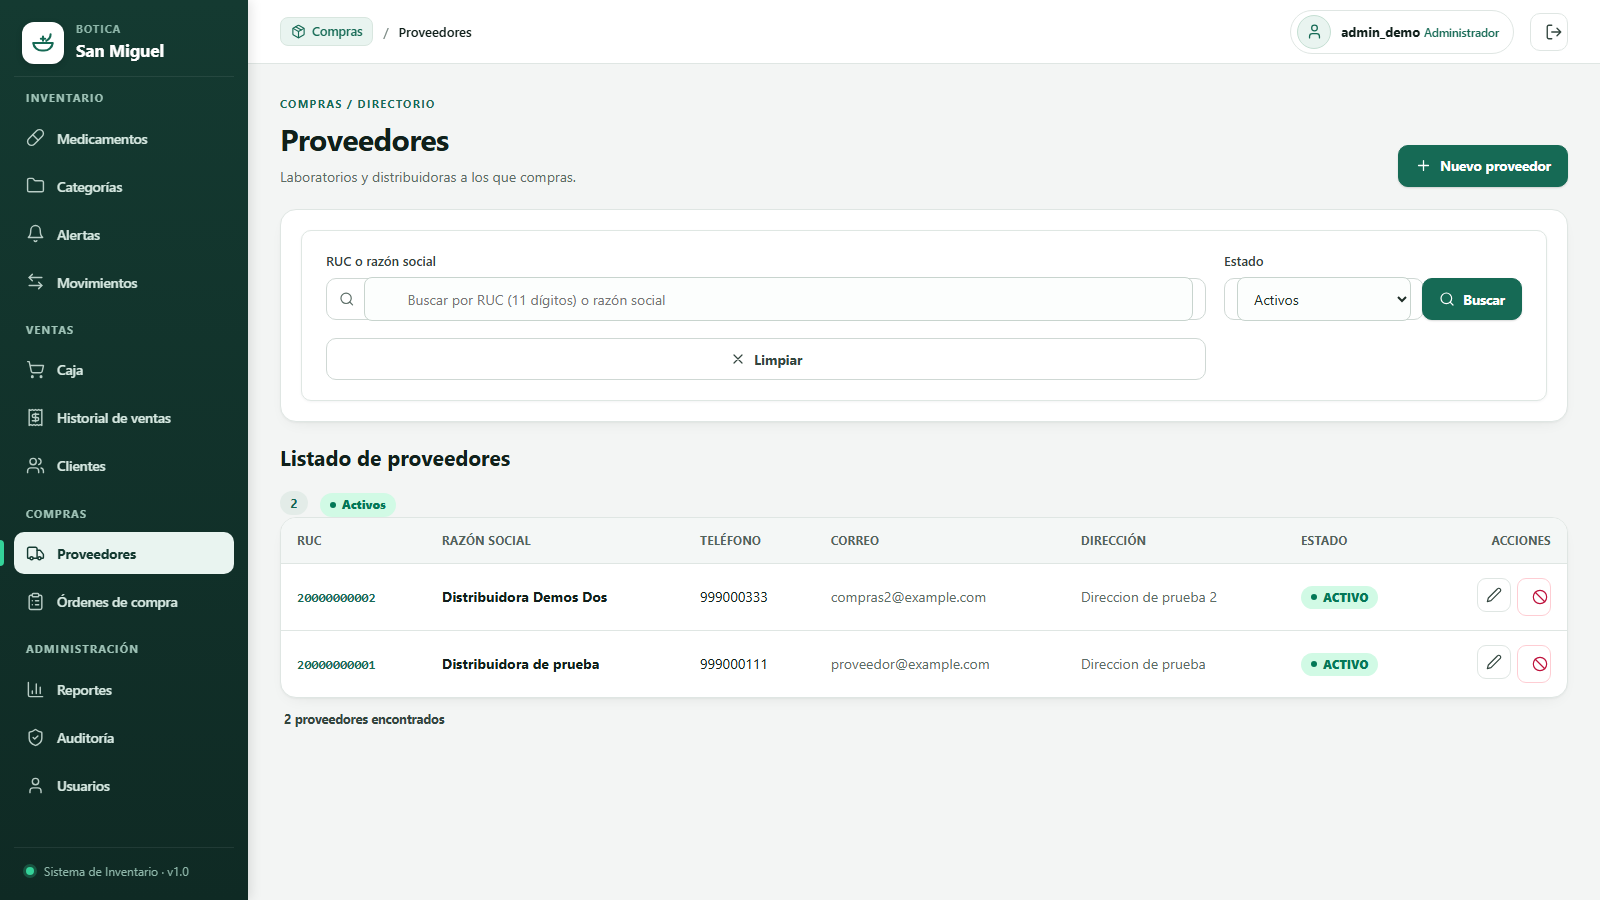 BOTICA
San Miguel
INVENTARIO
Medicamentos
Categorías
Alertas
Movimientos
VENTAS
Caja
Historial de ventas
Clientes
COMPRAS
Proveedores
Órdenes de compra
ADMINISTRACIÓN
Reportes
Auditoría
Usuarios
Sistema de Inventario · v1.0
Compras / Proveedores
admin_demo Administrador
COMPRAS / DIRECTORIO
Proveedores
Laboratorios y distribuidoras a los que compras.
Nuevo proveedor
RUC o razón social
Estado
Buscar por RUC (11 dígitos) o razón social
Activos
Buscar
Limpiar
Listado de proveedores
2
Activos
RUC RAZÓN SOCIAL TELÉFONO CORREO DIRECCIÓN ESTADO ACCIONES
20000000002 Distribuidora Demos Dos 999000333 compras2@example.com Direccion de prueba 2 ACTIVO
20000000001 Distribuidora de prueba 999000111 proveedor@example.com Direccion de prueba ACTIVO
2 proveedores encontrados